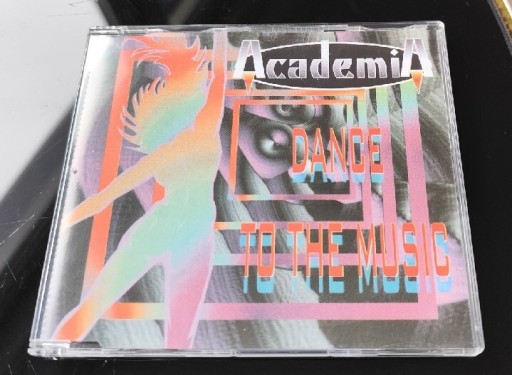 AcademiA
DANCE
TO THE MUSIC